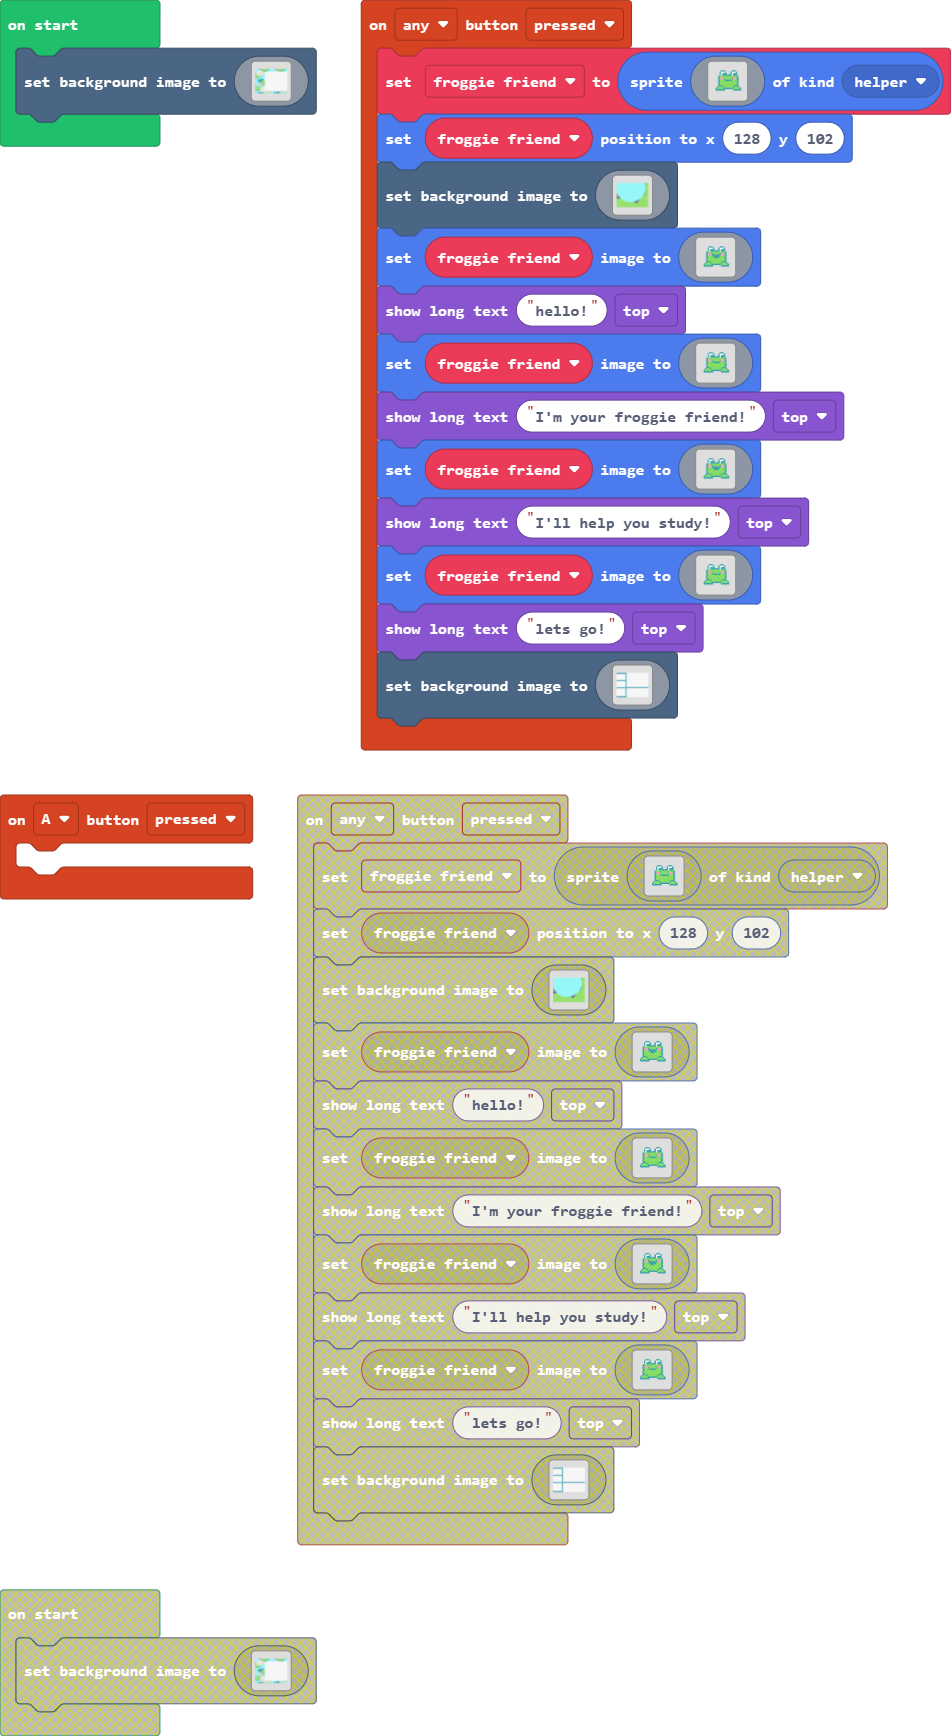 on start
set background image to
on any button pressed
set froggie friend to sprite of kind helper
set froggie friend position to x 128 y 102
set background image to
set froggie friend image to
show long text "hello!" top
set froggie friend image to
show long text "I'm your froggie friend!" top
set froggie friend image to
show long text "I'll help you study!" top
set froggie friend image to
show long text "lets go!" top
set background image to
on A button pressed
on any button pressed
set froggie friend to sprite of kind helper
set froggie friend position to x 128 y 102
set background image to
set froggie friend image to
show long text "hello!" top
set froggie friend image to
show long text "I'm your froggie friend!" top
set froggie friend image to
show long text "I'll help you study!" top
set froggie friend image to
show long text "lets go!" top
set background image to
on start
set background image to